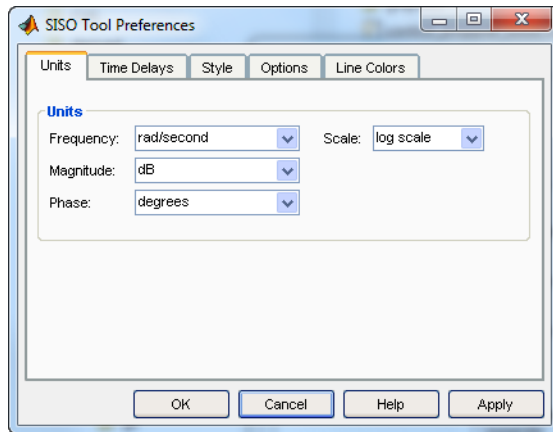 SISO Tool Preferences
Units Time Delays Style Options Line Colors
Units
Frequency: rad/second Scale: log scale
Magnitude: dB
Phase: degrees
OK Cancel Help Apply